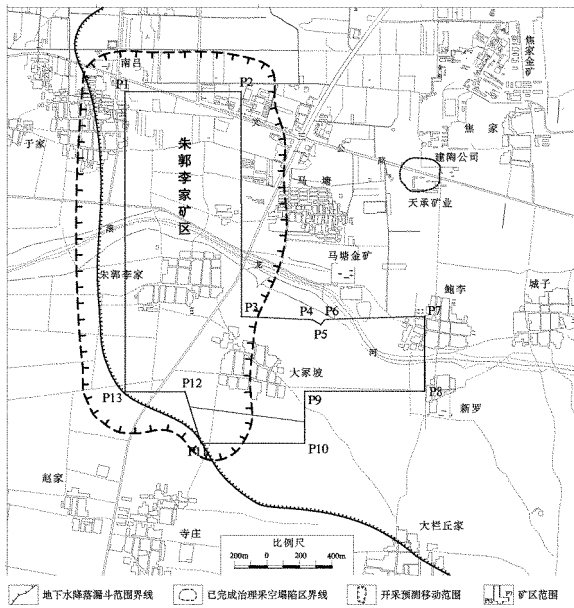 南吕
焦家金矿
P1
P2
于家
焦家
朱郭李家矿区
建陶公司
马塘
天承矿业
马塘金矿
朱郭李家
龙
鲍李
城子
P3
P4
P6
P7
P5
河
大冢坡
P12
P13
P9
P8
新罗
P10
赵家
寺庄
大栏丘家
比例尺
200m 0 200m 400m
地下水降落漏斗范围界线
已完成治理采空塌陷区界线
开采预测移动范围
矿区范围